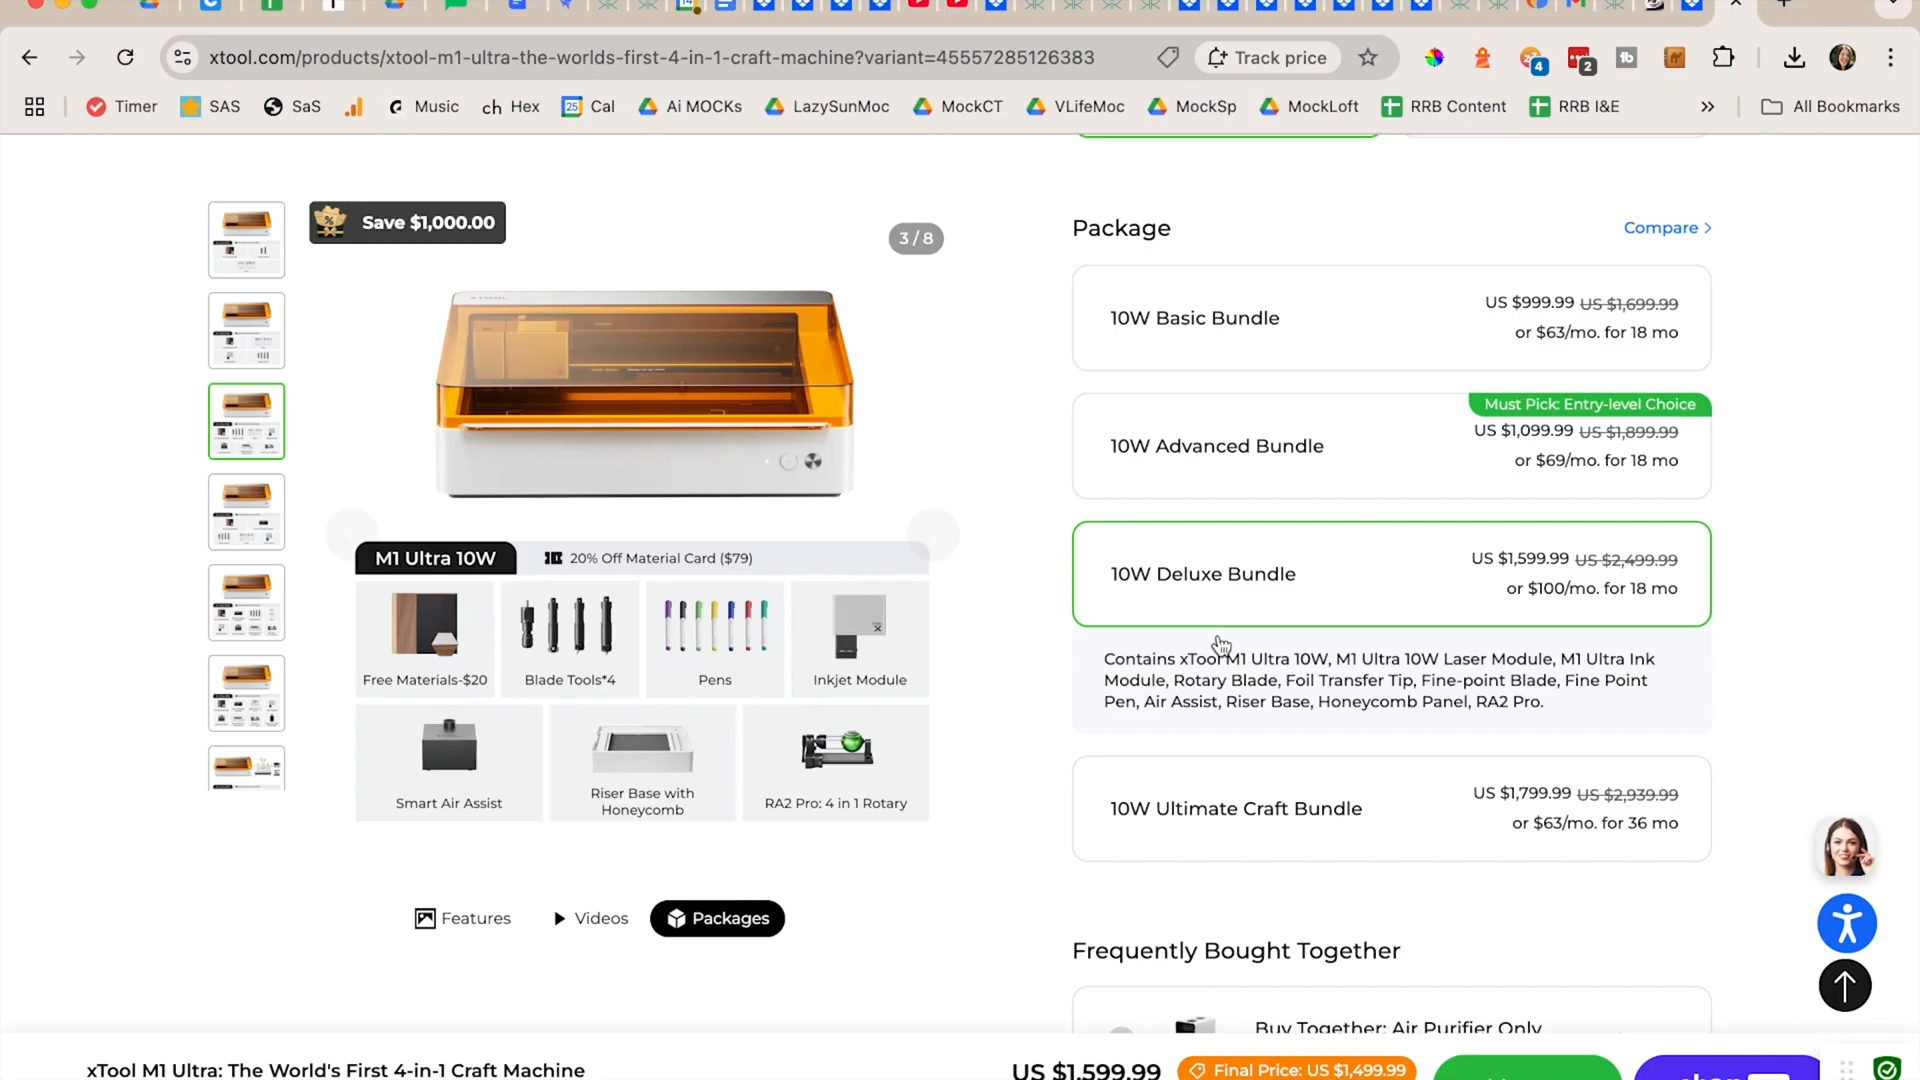 xtool.com/products/xtool-m1-ultra-the-worlds-first-4-in-1-craft-machine?variant=45557285126383
Track price
4
2
tb
Timer
SAS
SaS
Music
ch Hex
25 Cal
Ai MOCKs
LazySunMoc
MockCT
VLifeMoc
MockSp
MockLoft
RRB Content
RRB I&E
All Bookmarks
Save $1,000.00
3 / 8
M1 Ultra 10W
20% Off Material Card ($79)
Free Materials-$20
Blade Tools*4
Pens
Inkjet Module
Smart Air Assist
Riser Base with
Honeycomb
RA2 Pro: 4 in 1 Rotary
Features
Videos
Packages
Package
Compare
10W Basic Bundle
US $999.99 US $1,699.99
or $63/mo. for 18 mo
Must Pick: Entry-level Choice
10W Advanced Bundle
US $1,099.99 US $1,899.99
or $69/mo. for 18 mo
10W Deluxe Bundle
US $1,599.99 US $2,499.99
or $100/mo. for 18 mo
Contains xTool M1 Ultra 10W, M1 Ultra 10W Laser Module, M1 Ultra Ink
Module, Rotary Blade, Foil Transfer Tip, Fine-point Blade, Fine Point
Pen, Air Assist, Riser Base, Honeycomb Panel, RA2 Pro.
10W Ultimate Craft Bundle
US $1,799.99 US $2,939.99
or $63/mo. for 36 mo
Frequently Bought Together
Buy Together: Air Purifier Only
xTool M1 Ultra: The World's First 4-in-1 Craft Machine
US $1,599.99
Final Price: US $1,499.99